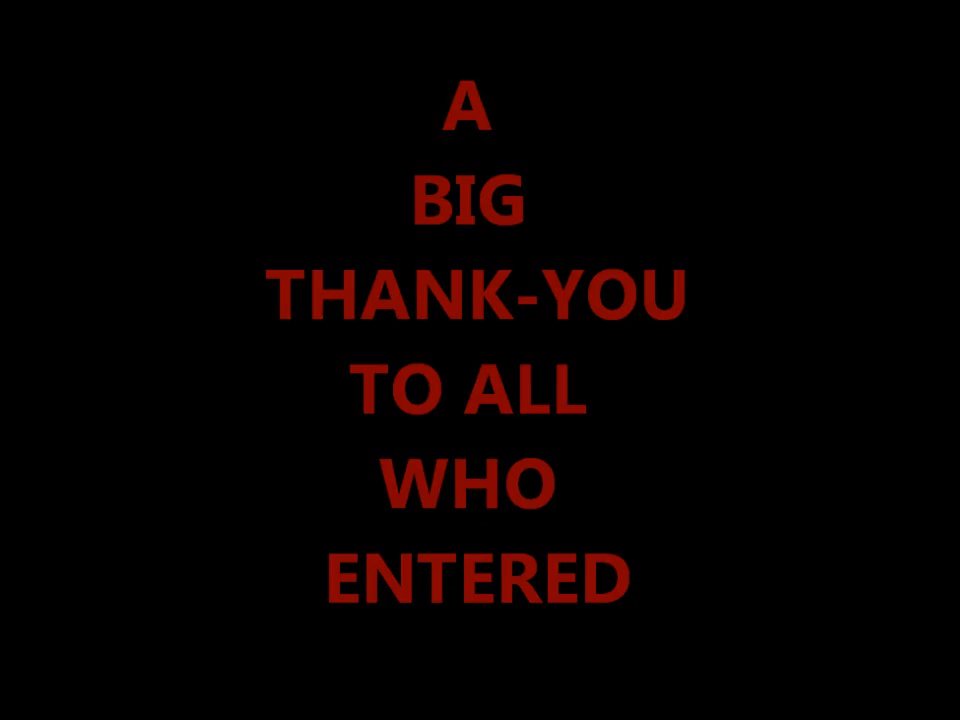 A
BIG
THANK-YOU
TO ALL
WHO
ENTERED